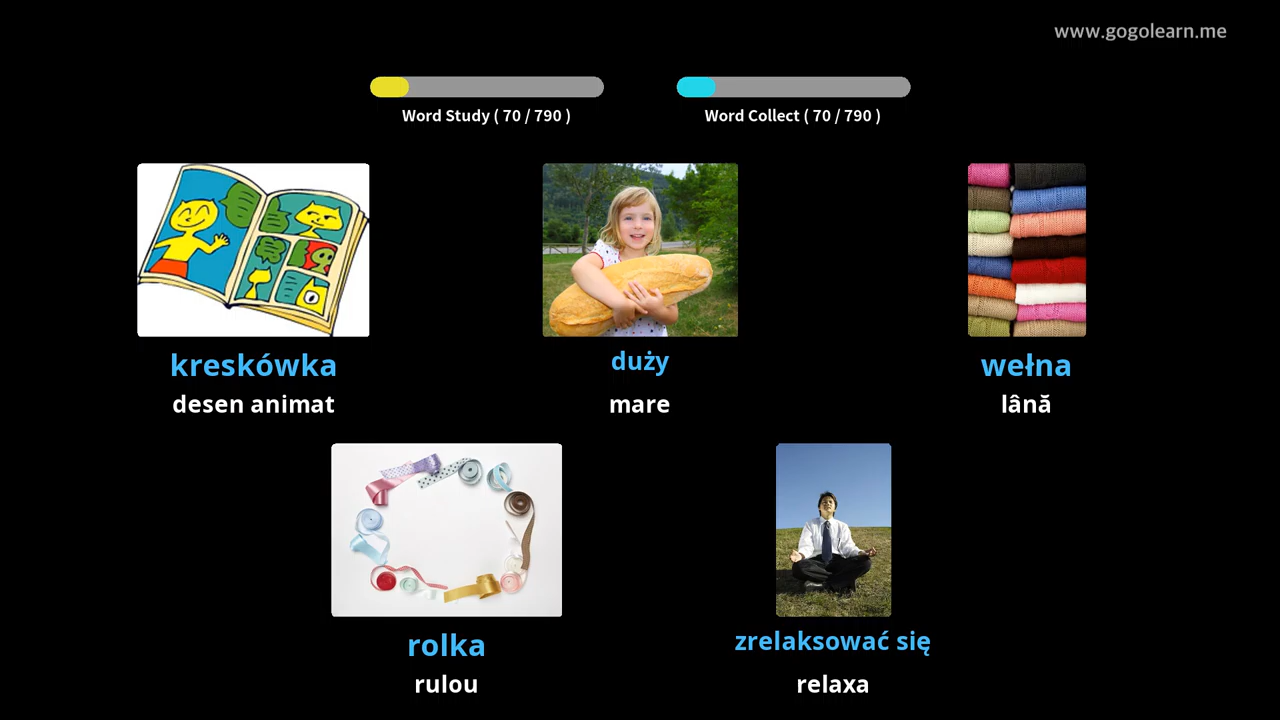 www.gogolearn.me
Word Study ( 70 / 790 )
Word Collect ( 70 / 790 )
kreskówka
desen animat
duży
mare
wełna
lână
rolka
rulou
zrelaksować się
relaxa